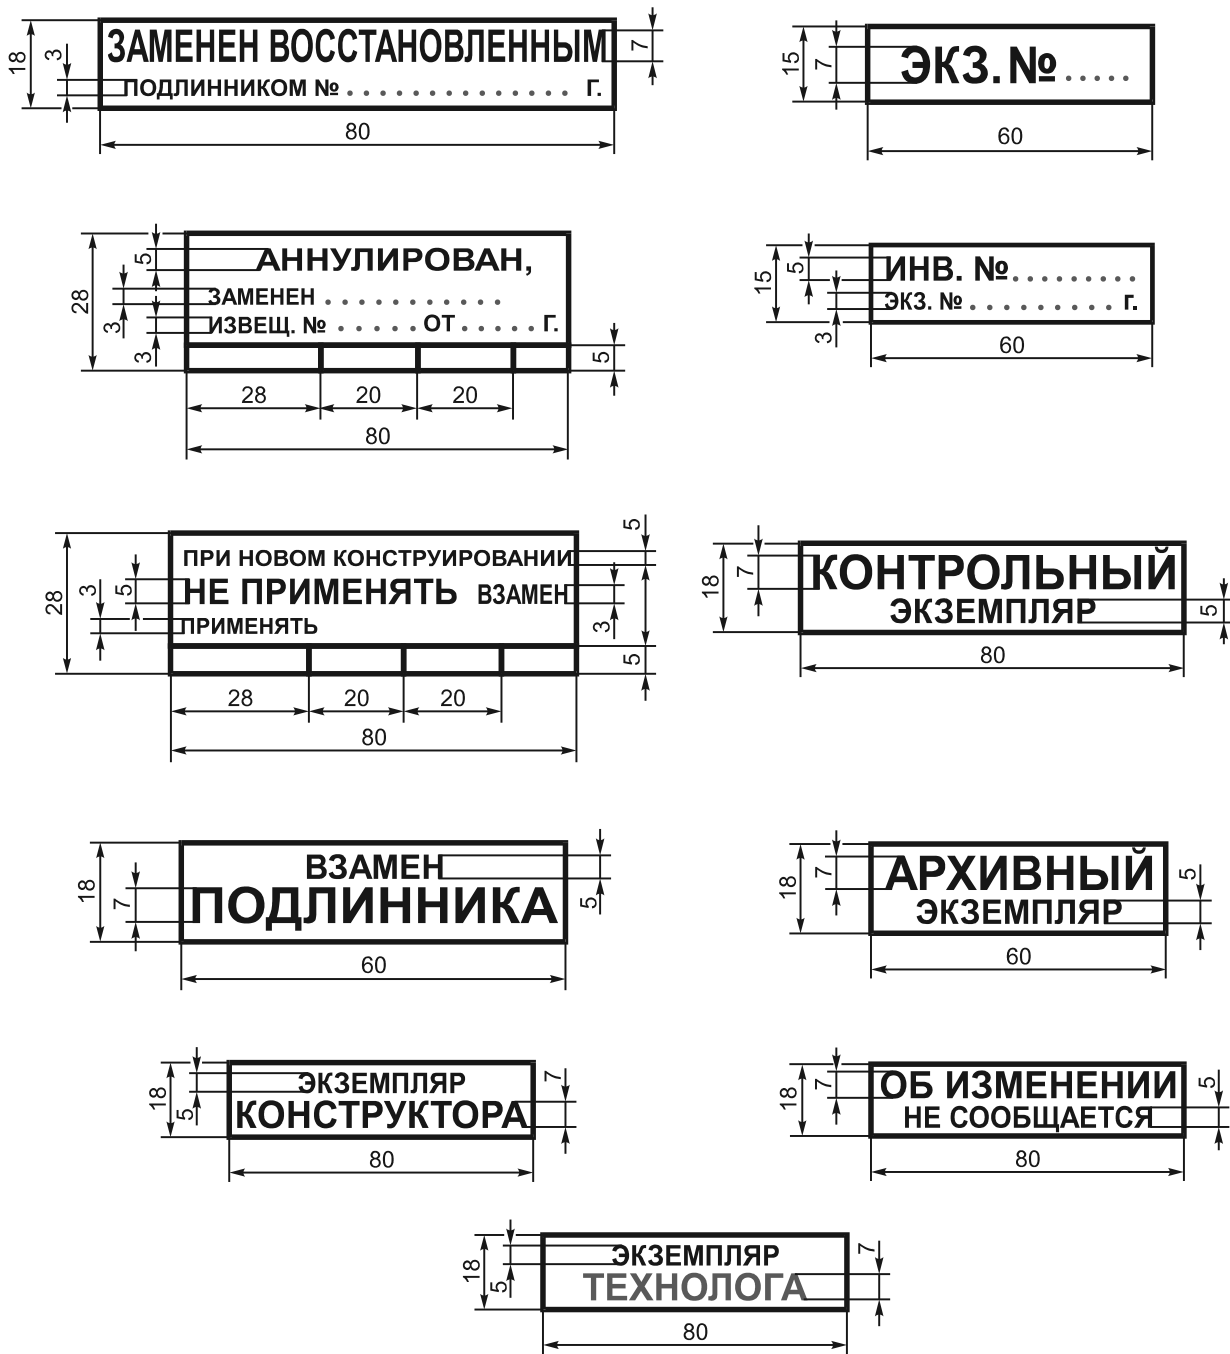 18
3
ЗАМЕНЕН ВОССТАНОВЛЕННЫМ
7
ПОДЛИННИКОМ № . . . . . . . . . . . . . . г.
80
15
7
ЭКЗ. № .....
60
28
5
АННУЛИРОВАН,
3
ЗАМЕНЕН . . . . . . . . . . .
3
ИЗВЕЩ. № . . . . . ОТ . . . . . Г.
5
28 20 20
80
15
5
ИНВ. № . . . . . . . . .
3
ЭКЗ. № . . . . . . . . . г.
60
28
5
ПРИ НОВОМ КОНСТРУИРОВАНИИ
3
5
НЕ ПРИМЕНЯТЬ ВЗАМЕН
3
ПРИМЕНЯТЬ
5
28 20 20
80
18
7
КОНТРОЛЬНЫЙ
ЭКЗЕМПЛЯР
5
80
18
7
ВЗАМЕН
5
ПОДЛИННИКА
60
18
7
АРХИВНЫЙ
5
ЭКЗЕМПЛЯР
60
18
5
ЭКЗЕМПЛЯР
7
КОНСТРУКТОРА
80
18
7
ОБ ИЗМЕНЕНИИ
5
НЕ СООБЩАЕТСЯ
80
18
5
ЭКЗЕМПЛЯР
7
ТЕХНОЛОГА
80